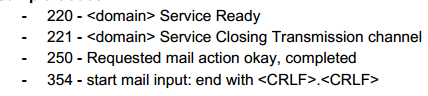 - 220 - <domain> Service Ready
- 221 - <domain> Service Closing Transmission channel
- 250 - Requested mail action okay, completed
- 354 - start mail input: end with <CRLF>.<CRLF>